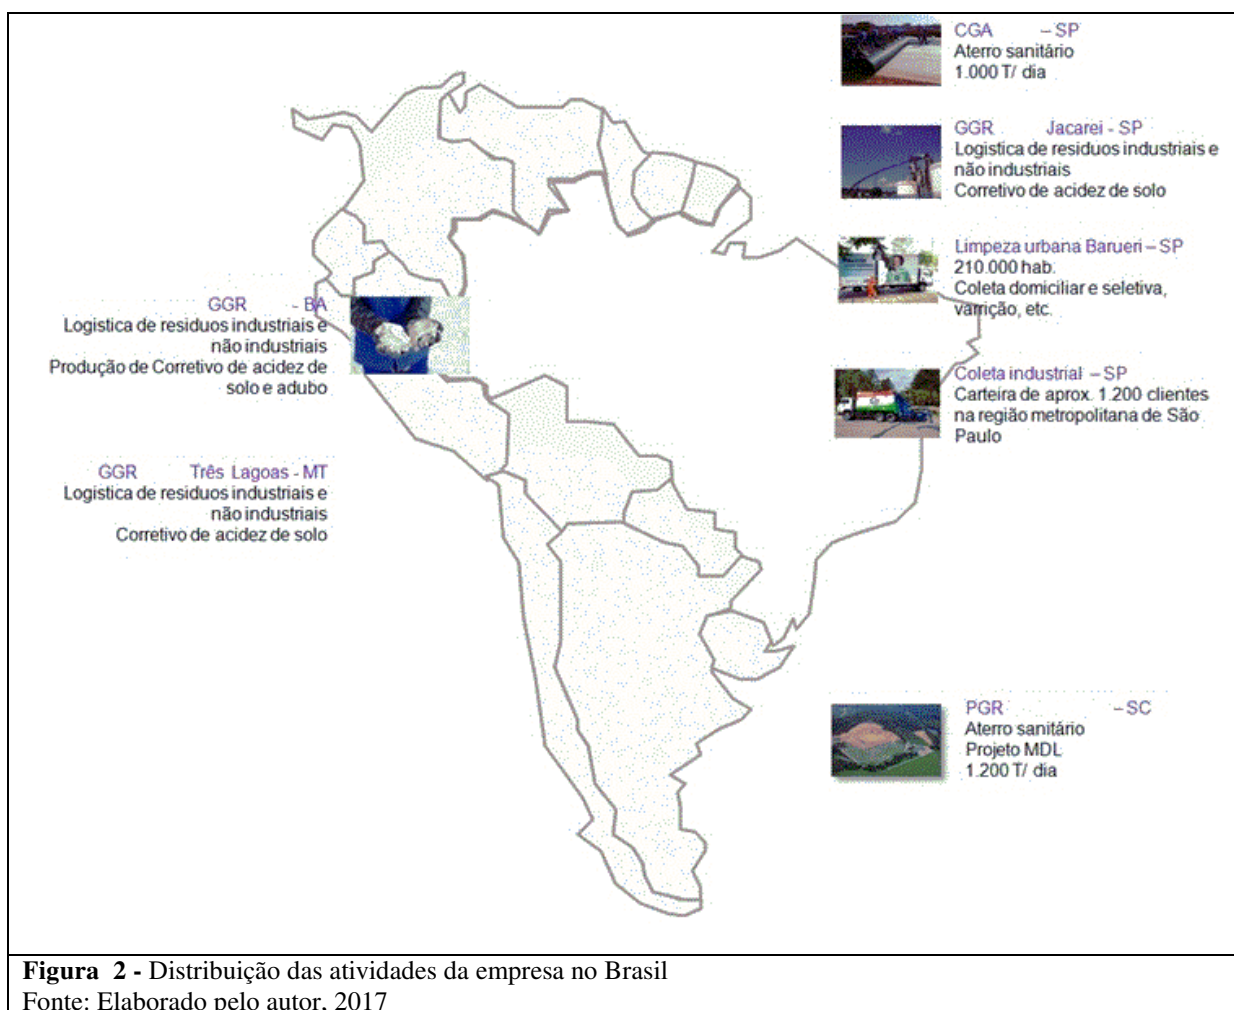 CGA – SP
Aterro sanitário
1.000 T/ dia
GGR Jacarei - SP
Logistica de residuos industriais e
não industriais
Corretivo de acidez de solo
Limpeza urbana Barueri – SP
210.000 hab.
Coleta domiciliar e seletiva,
varrição, etc.
GGR - BA
Logistica de residuos industriais e
não industriais
Produção de Corretivo de acidez de
solo e adubo
Coleta industrial – SP
Carteira de aprox. 1.200 clientes
na região metropolitana de São
Paulo
GGR Três Lagoas - MT
Logistica de residuos industriais e
não industriais
Corretivo de acidez de solo
PGR – SC
Aterro sanitário
Projeto MDL
1.200 T/ dia
Figura 2 - Distribuição das atividades da empresa no Brasil
Fonte: Elaborado pelo autor, 2017